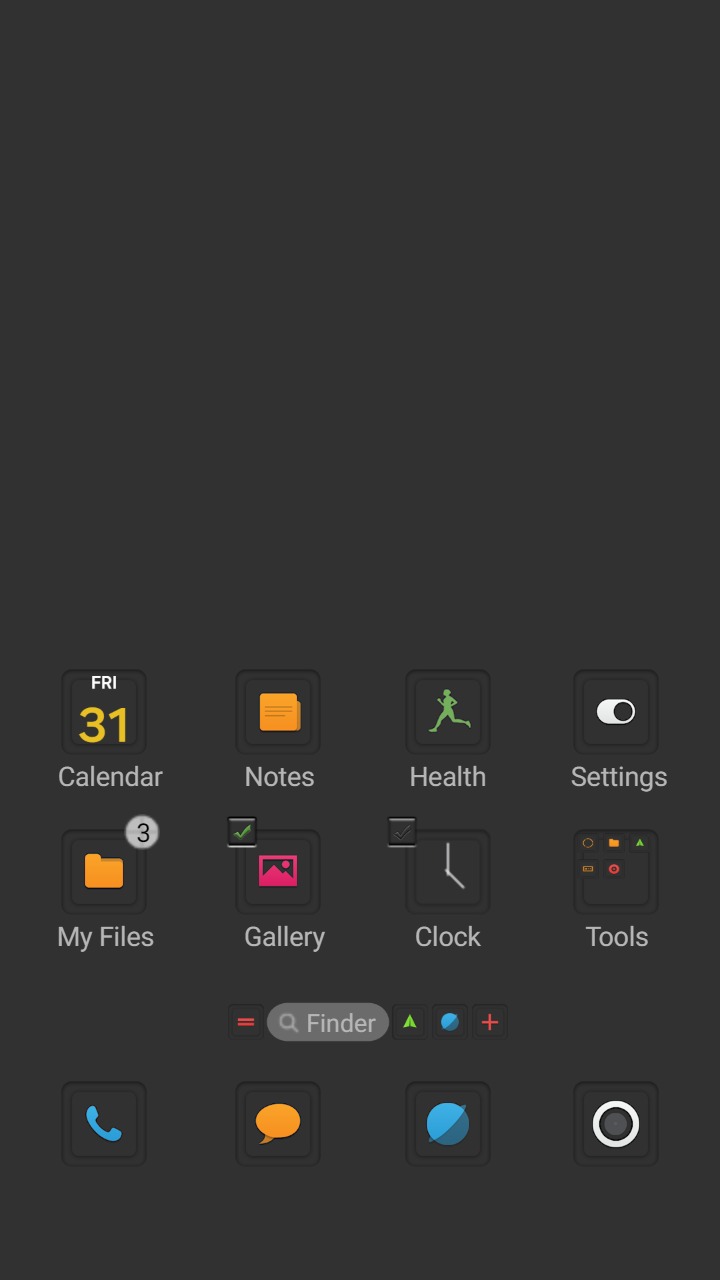 FRI
31
Calendar
Notes
Health
Settings
3
My Files
Gallery
Clock
Tools
Finder